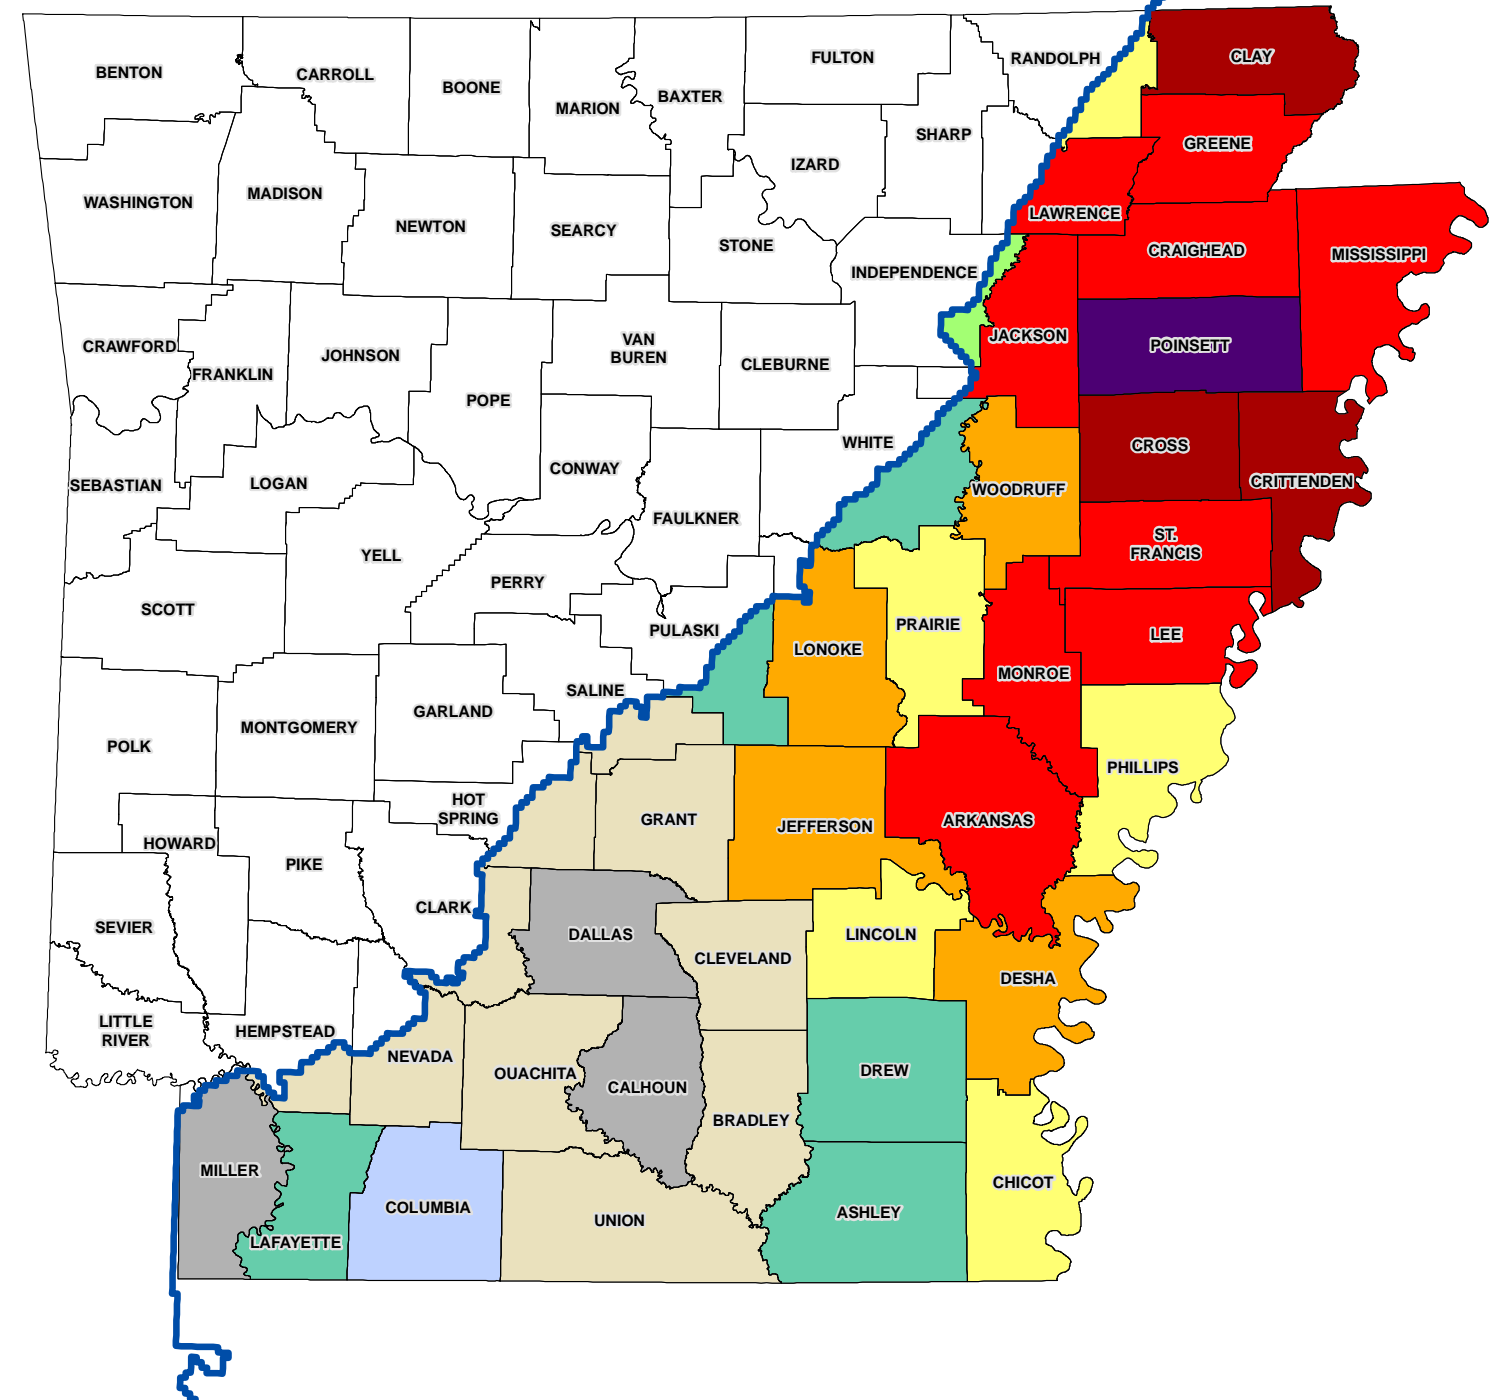 BENTON
CARROLL
BOONE
MARION
BAXTER
FULTON
RANDOLPH
CLAY
SHARP
IZARD
GREENE
WASHINGTON
MADISON
NEWTON
SEARCY
STONE
LAWRENCE
CRAIGHEAD
MISSISSIPPI
INDEPENDENCE
CRAWFORD
FRANKLIN
JOHNSON
VAN
BUREN
CLEBURNE
JACKSON
POINSETT
POPE
WHITE
CROSS
CRITTENDEN
SEBASTIAN
LOGAN
CONWAY
WOODRUFF
FAULKNER
ST.
FRANCIS
YELL
PERRY
SCOTT
PULASKI
PRAIRIE
LEE
LONOKE
MONROE
SALINE
GARLAND
MONTGOMERY
POLK
PHILLIPS
HOT
SPRING
GRANT
JEFFERSON
ARKANSAS
HOWARD
PIKE
CLARK
SEVIER
DALLAS
CLEVELAND
LINCOLN
DESHA
LITTLE
RIVER
HEMPSTEAD
NEVADA
OUACHITA
CALHOUN
DREW
BRADLEY
MILLER
COLUMBIA
UNION
ASHLEY
CHICOT
LAFAYETTE